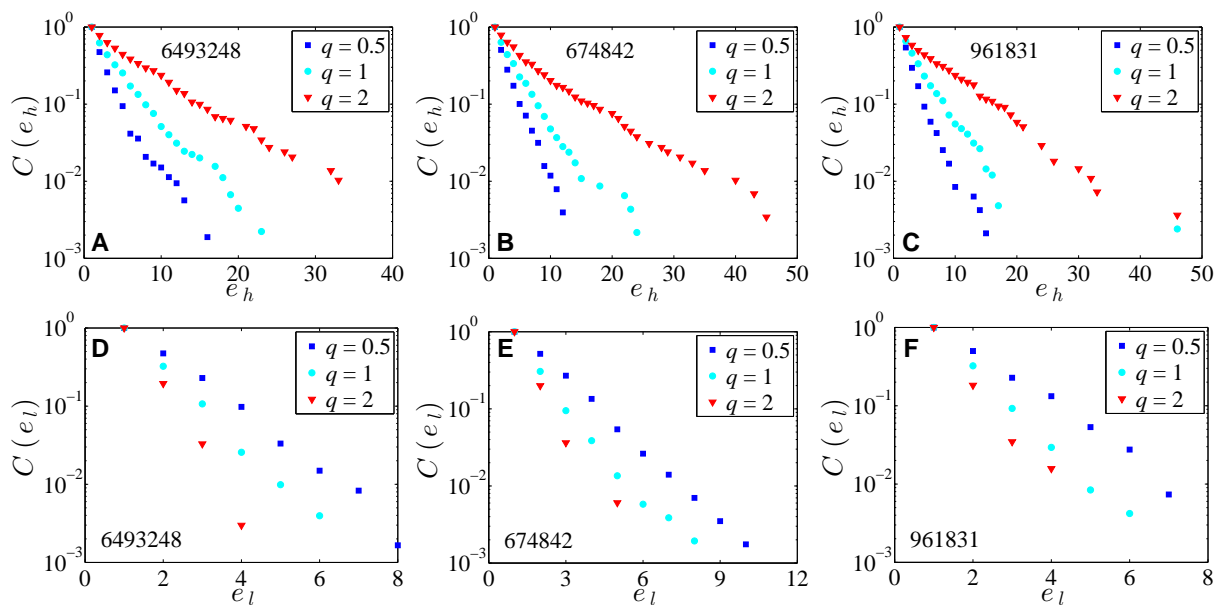 10^0
10^-1
10^-2
10^-3
C(e_h)
6493248
q = 0.5
q = 1
q = 2
A
0 10 20 30 40
e_h
10^0
10^-1
10^-2
10^-3
C(e_h)
674842
q = 0.5
q = 1
q = 2
B
0 10 20 30 40 50
e_h
10^0
10^-1
10^-2
10^-3
C(e_h)
961831
q = 0.5
q = 1
q = 2
C
0 10 20 30 40 50
e_h
10^0
10^-1
10^-2
10^-3
C(e_l)
D
q = 0.5
q = 1
q = 2
6493248
0 2 4 6 8
e_l
10^0
10^-1
10^-2
10^-3
C(e_l)
E
q = 0.5
q = 1
q = 2
674842
0 3 6 9 12
e_l
10^0
10^-1
10^-2
10^-3
C(e_l)
F
q = 0.5
q = 1
q = 2
961831
0 2 4 6 8
e_l